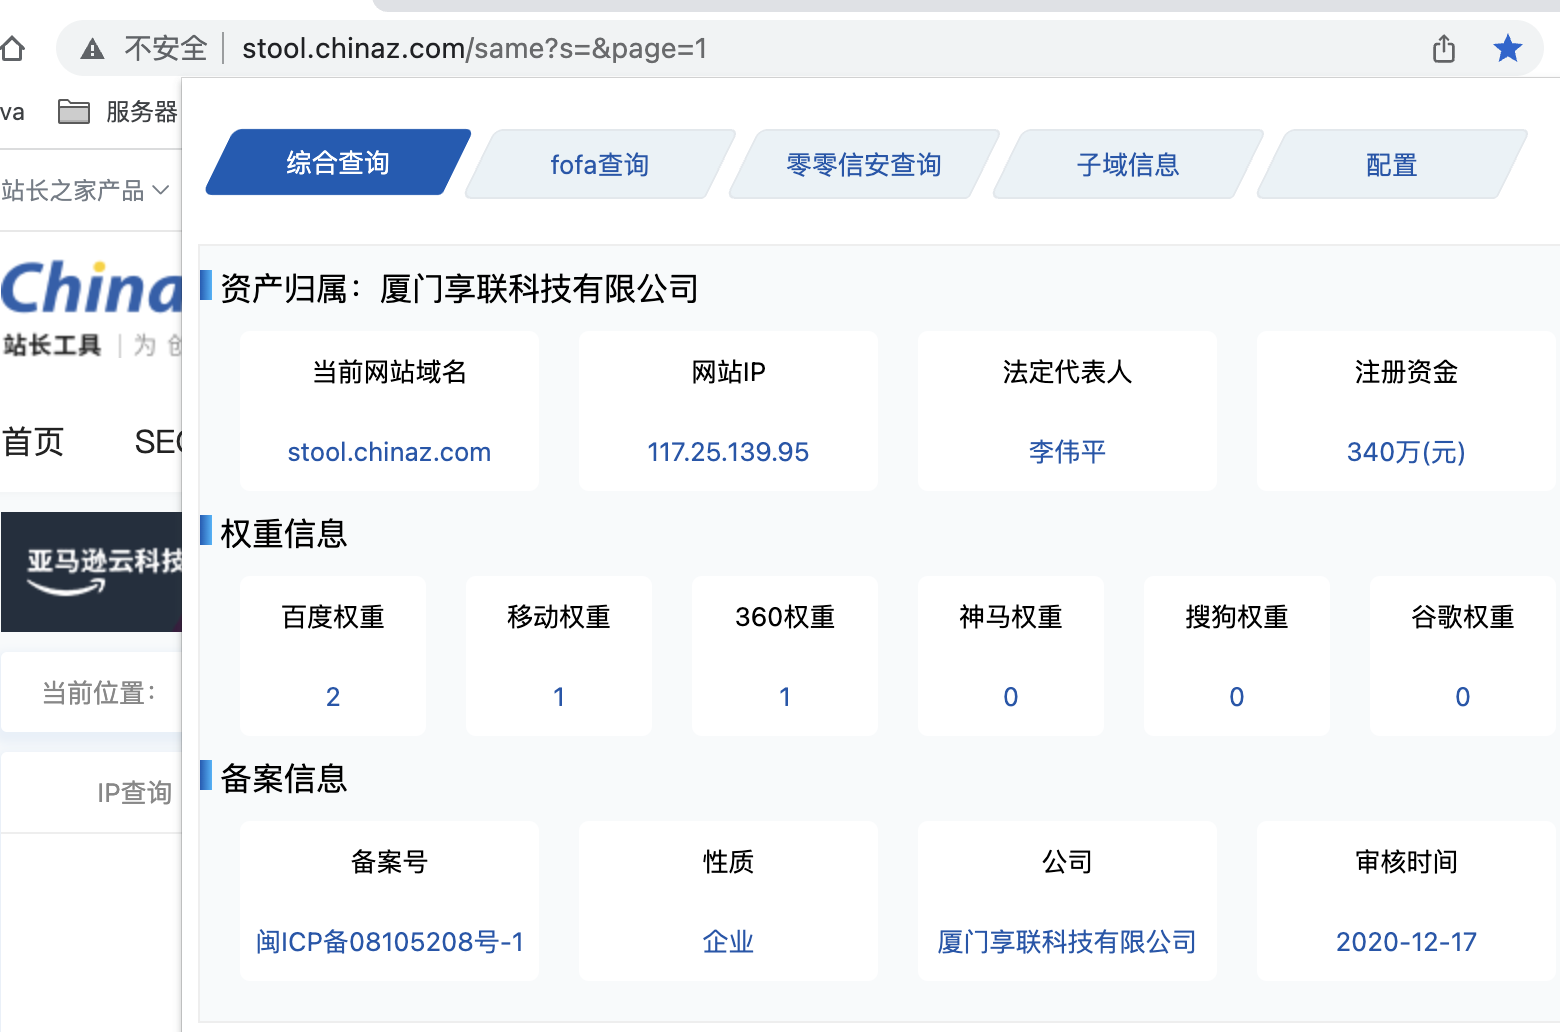 不安全 stool.chinaz.com/same?s=&page=1
va 服务器
站长之家产品
China
站长工具 | 为 创
首页 SEO
亚马逊云科技
当前位置：
IP查询
综合查询 fofa查询 零零信安查询 子域信息 配置
资产归属：厦门享联科技有限公司
当前网站域名 网站IP 法定代表人 注册资金
stool.chinaz.com 117.25.139.95 李伟平 340万(元)
权重信息
百度权重 移动权重 360权重 神马权重 搜狗权重 谷歌权重
2 1 1 0 0 0
备案信息
备案号 性质 公司 审核时间
闽ICP备08105208号-1 企业 厦门享联科技有限公司 2020-12-17